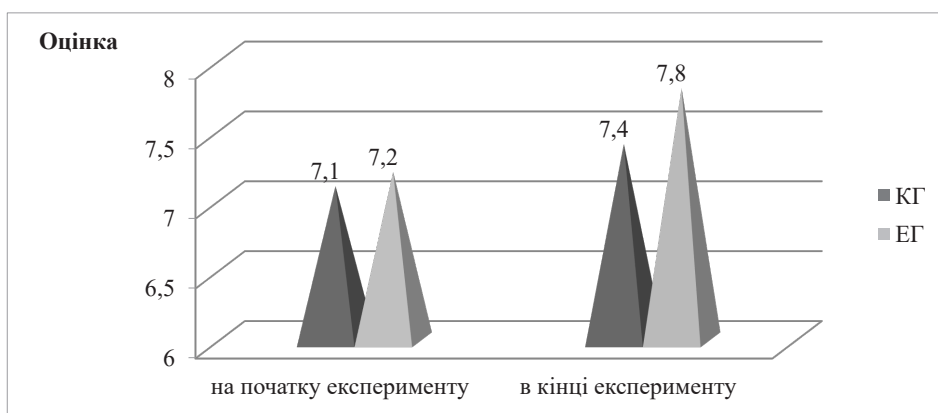 Оцінка
8
7,5
7
6,5
6
7,1
7,2
7,4
7,8
на початку експерименту
в кінці експерименту
КГ
ЕГ